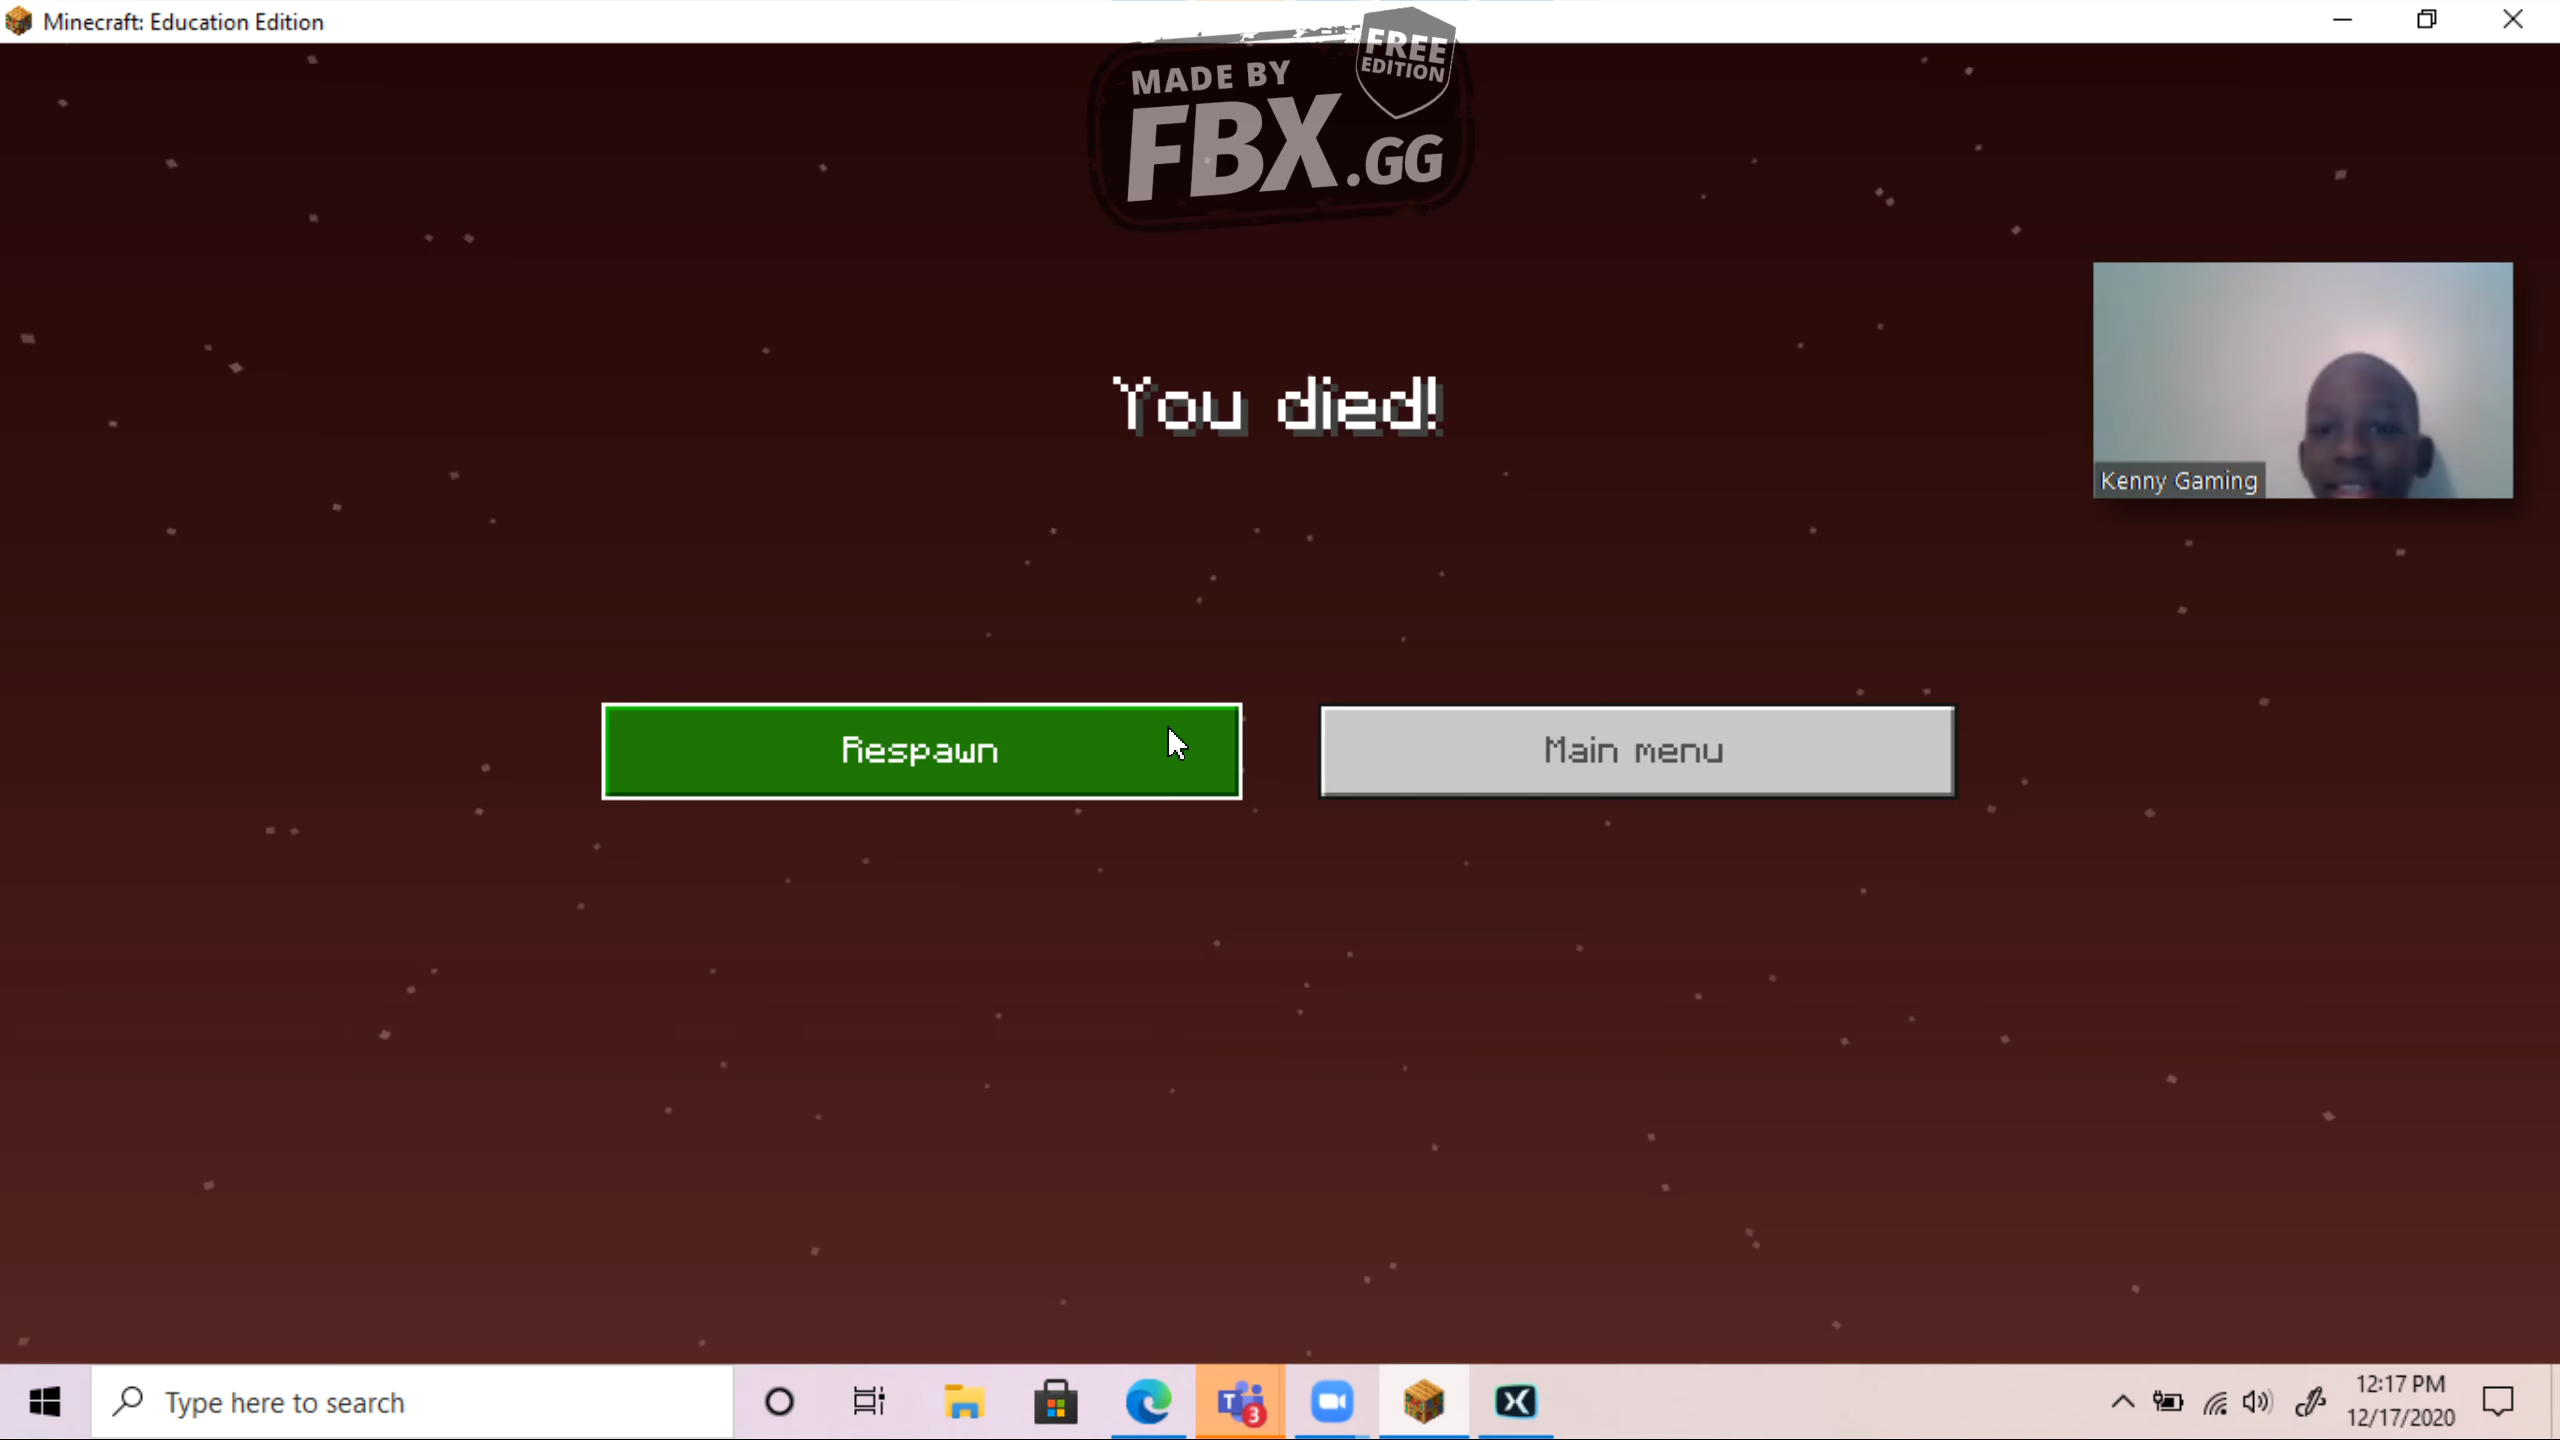 Minecraft: Education Edition
MADE BY
FBX.GG
FREE
EDITION
You died!
Kenny Gaming
Respawn
Main menu
Type here to search
T
3
12:17 PM
12/17/2020